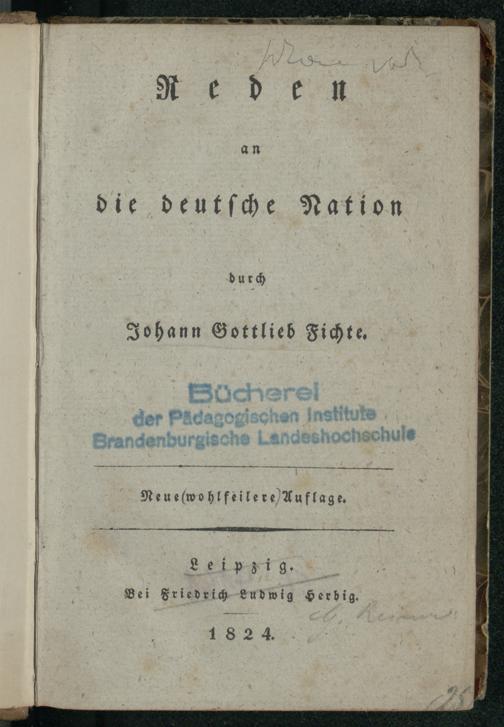 Reden
an
die deutſche Nation
durch
Johann Gottlieb Fichte.
Bücherei
der Pädagogischen Institute
Brandenburgische Landeshochschule
Neue (wohlfeilere) Auflage.
Leipzig.
Bei Friedrich Ludwig Herbig.
1824.